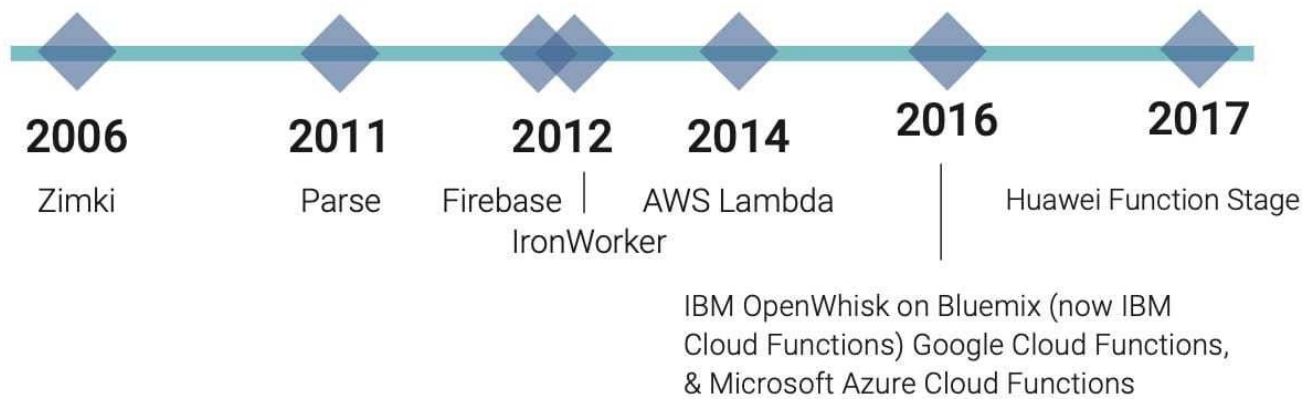 2006
2011
2012
2014
2016
2017
Zimki
Parse
Firebase
IronWorker
AWS Lambda
Huawei Function Stage
IBM OpenWhisk on Bluemix (now IBM
Cloud Functions) Google Cloud Functions,
& Microsoft Azure Cloud Functions